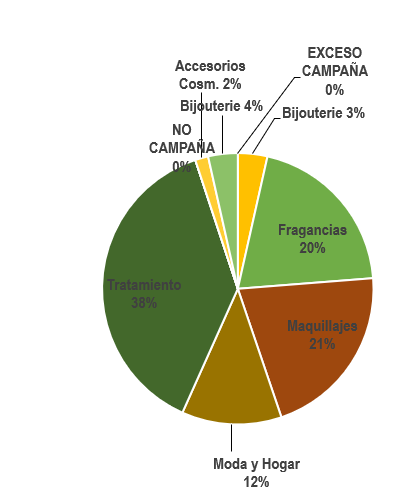 EXCESO
CAMPAÑA
0%
Accesorios
Cosm. 2%
Bijouterie 4%
Bijouterie 3%
NO
CAMPAÑA
0%
Fragancias
20%
Tratamiento
38%
Maquillajes
21%
Moda y Hogar
12%